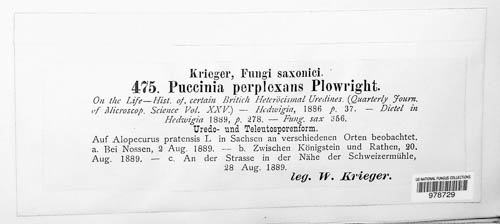 Krieger, Fungi saxonici.
475. Puccinia perplexans Plowright.
On the Life—Hist. of. certain Britich Heteröcismal Uredines. (Quarterly Journ.
of Microscop. Science Vol. XXV.) — Hedwigia, 1886 p. 37. — Dietel in
Hedwigia 1889, p. 278. — Fung. sax 356.
Uredo- und Teleutosporenform.
Auf Alopecurus pratensis L in Sachsen an verschiedenen Orten beobachtet.
a. Bei Nossen, 2 Aug. 1889. — b. Zwischen Königstein und Rathen, 20.
Aug. 1889. — c. An der Strasse in der Nähe der Schweizermühle,
28 Aug. 1889.
leg. W. Krieger.
US NATIONAL FUNGUS COLLECTIONS
978729